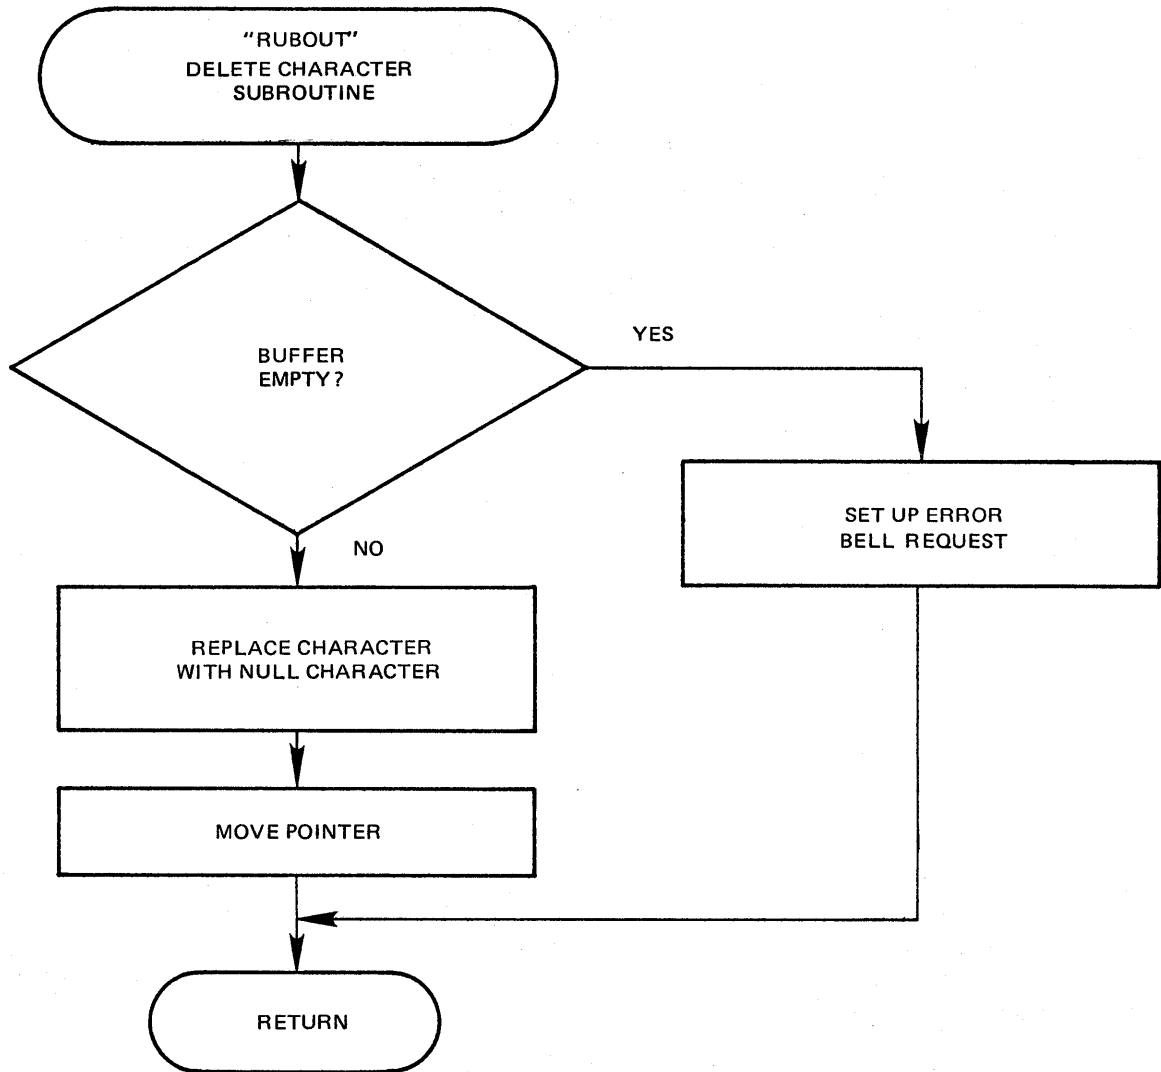 "RUBOUT"
DELETE CHARACTER
SUBROUTINE
BUFFER
EMPTY?
YES
NO
SET UP ERROR
BELL REQUEST
REPLACE CHARACTER
WITH NULL CHARACTER
MOVE POINTER
RETURN